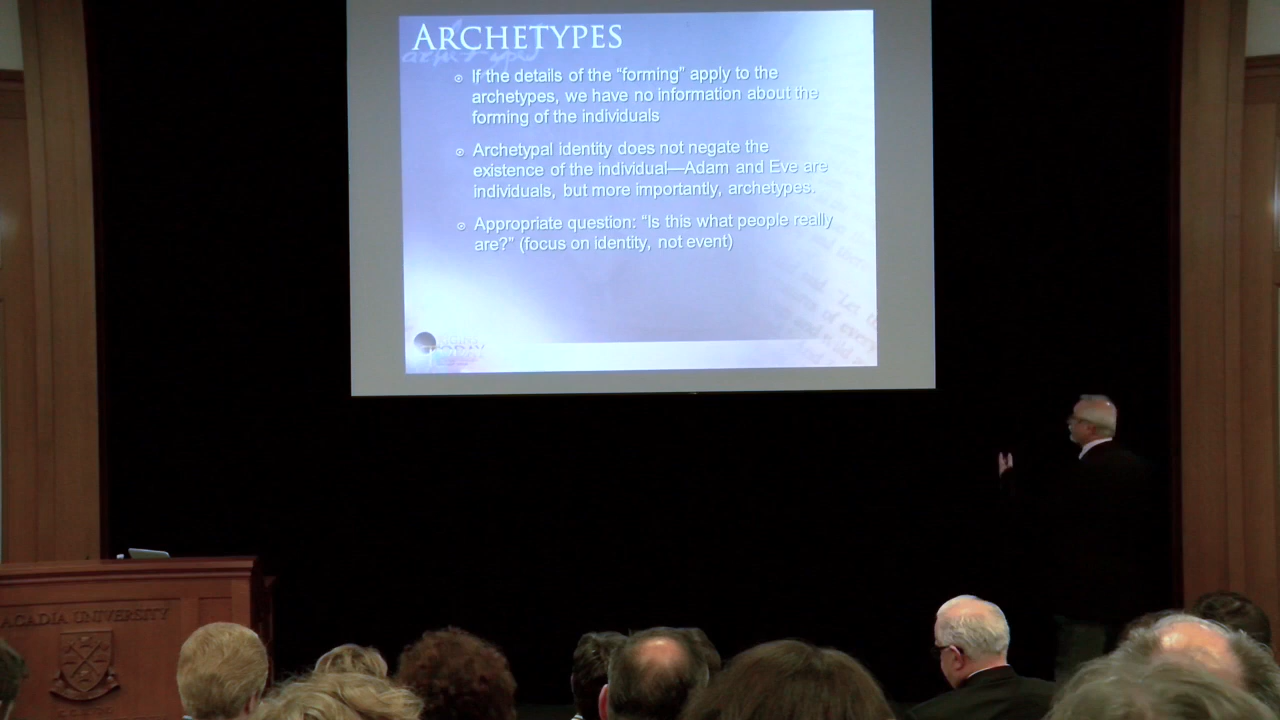 ARCHETYPES
If the details of the “forming” apply to the
archetypes, we have no information about the
forming of the individuals
Archetypal identity does not negate the
existence of the individual—Adam and Eve are
individuals, but more importantly, archetypes.
Appropriate question: “Is this what people really
are?” (focus on identity, not event)
ACADIA UNIVERSITY